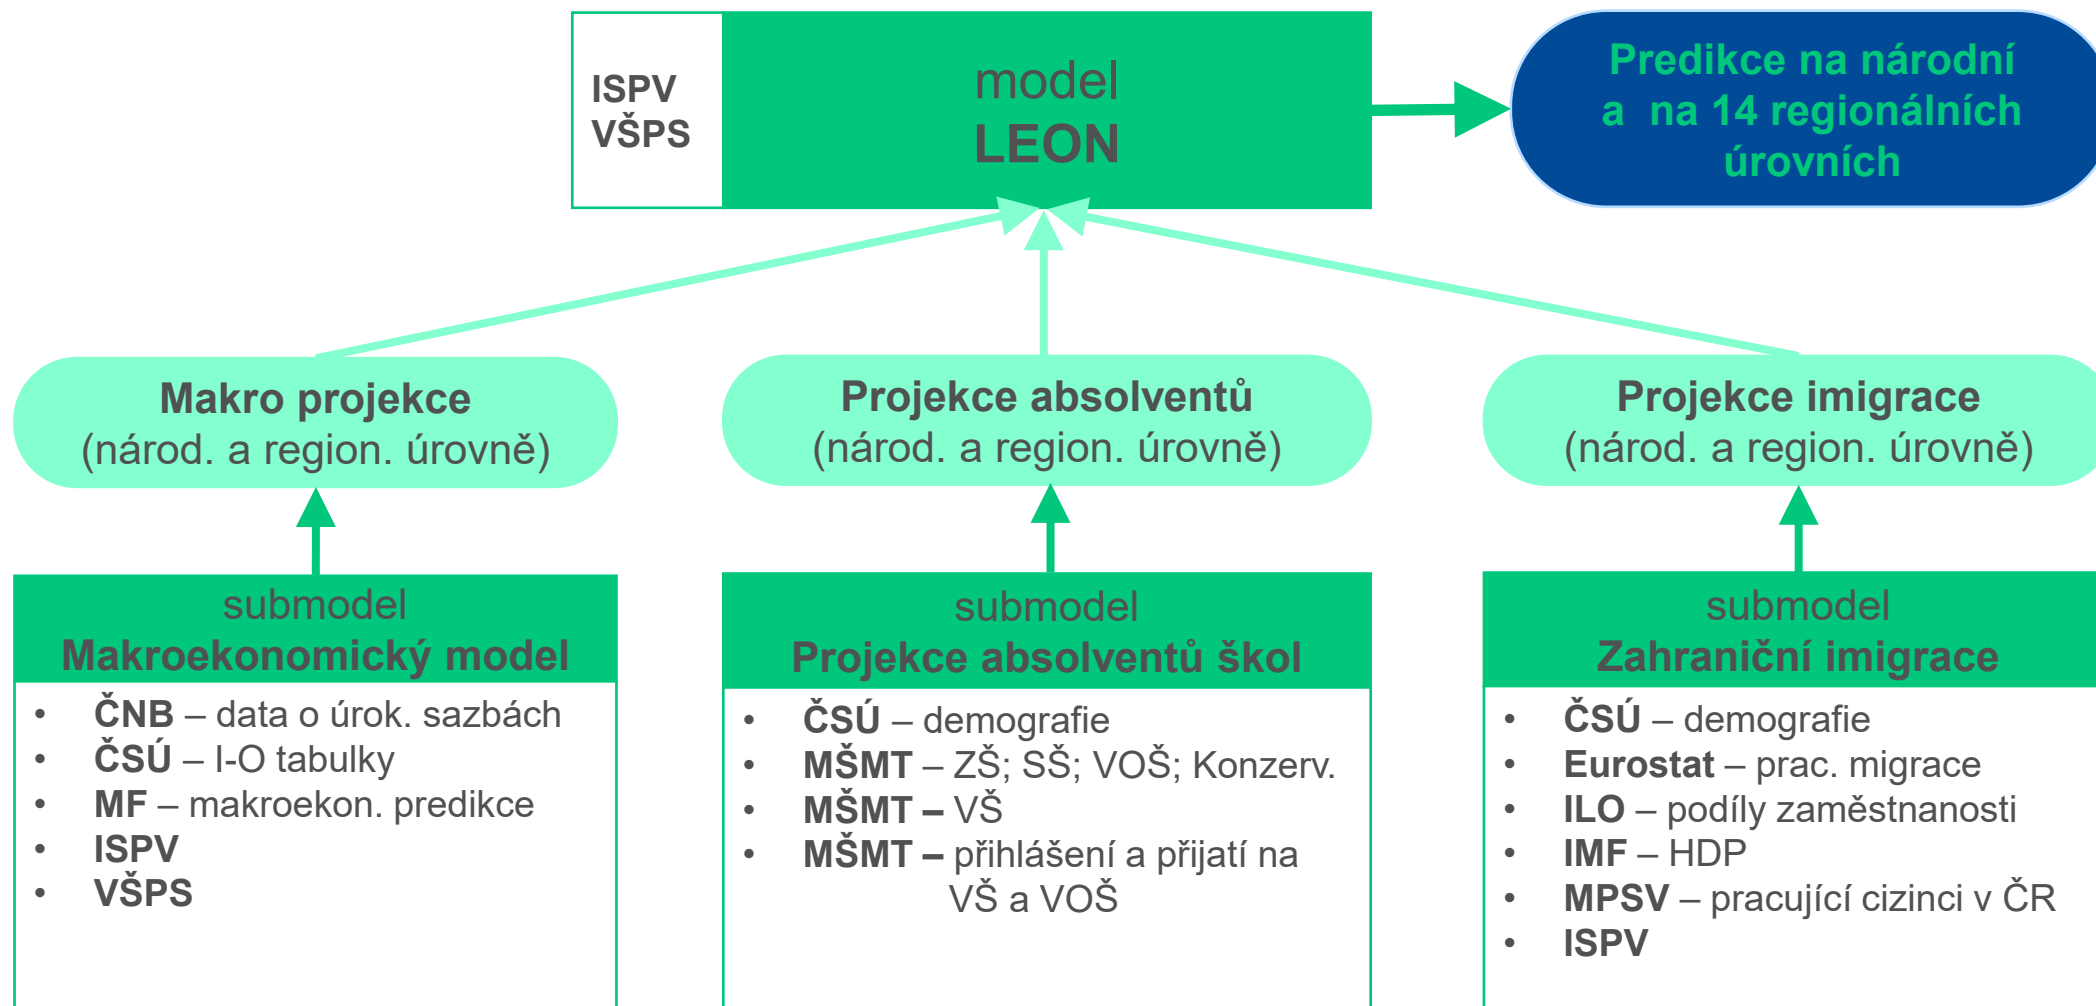 ISPV
VŠPS
model
LEON
Predikce na národní
a na 14 regionálních
úrovních
Makro projekce
(národ. a region. úrovně)
Projekce absolventů
(národ. a region. úrovně)
Projekce imigrace
(národ. a region. úrovně)
submodel
Makroekonomický model
• ČNB – data o úrok. sazbách
• ČSÚ – I-O tabulky
• MF – makroekon. predikce
• ISPV
• VŠPS
submodel
Projekce absolventů škol
• ČSÚ – demografie
• MŠMT – ZŠ; SŠ; VOŠ; Konzerv.
• MŠMT – VŠ
• MŠMT – přihlášení a přijatí na
VŠ a VOŠ
submodel
Zahraniční imigrace
• ČSÚ – demografie
• Eurostat – prac. migrace
• ILO – podíly zaměstnanosti
• IMF – HDP
• MPSV – pracující cizinci v ČR
• ISPV